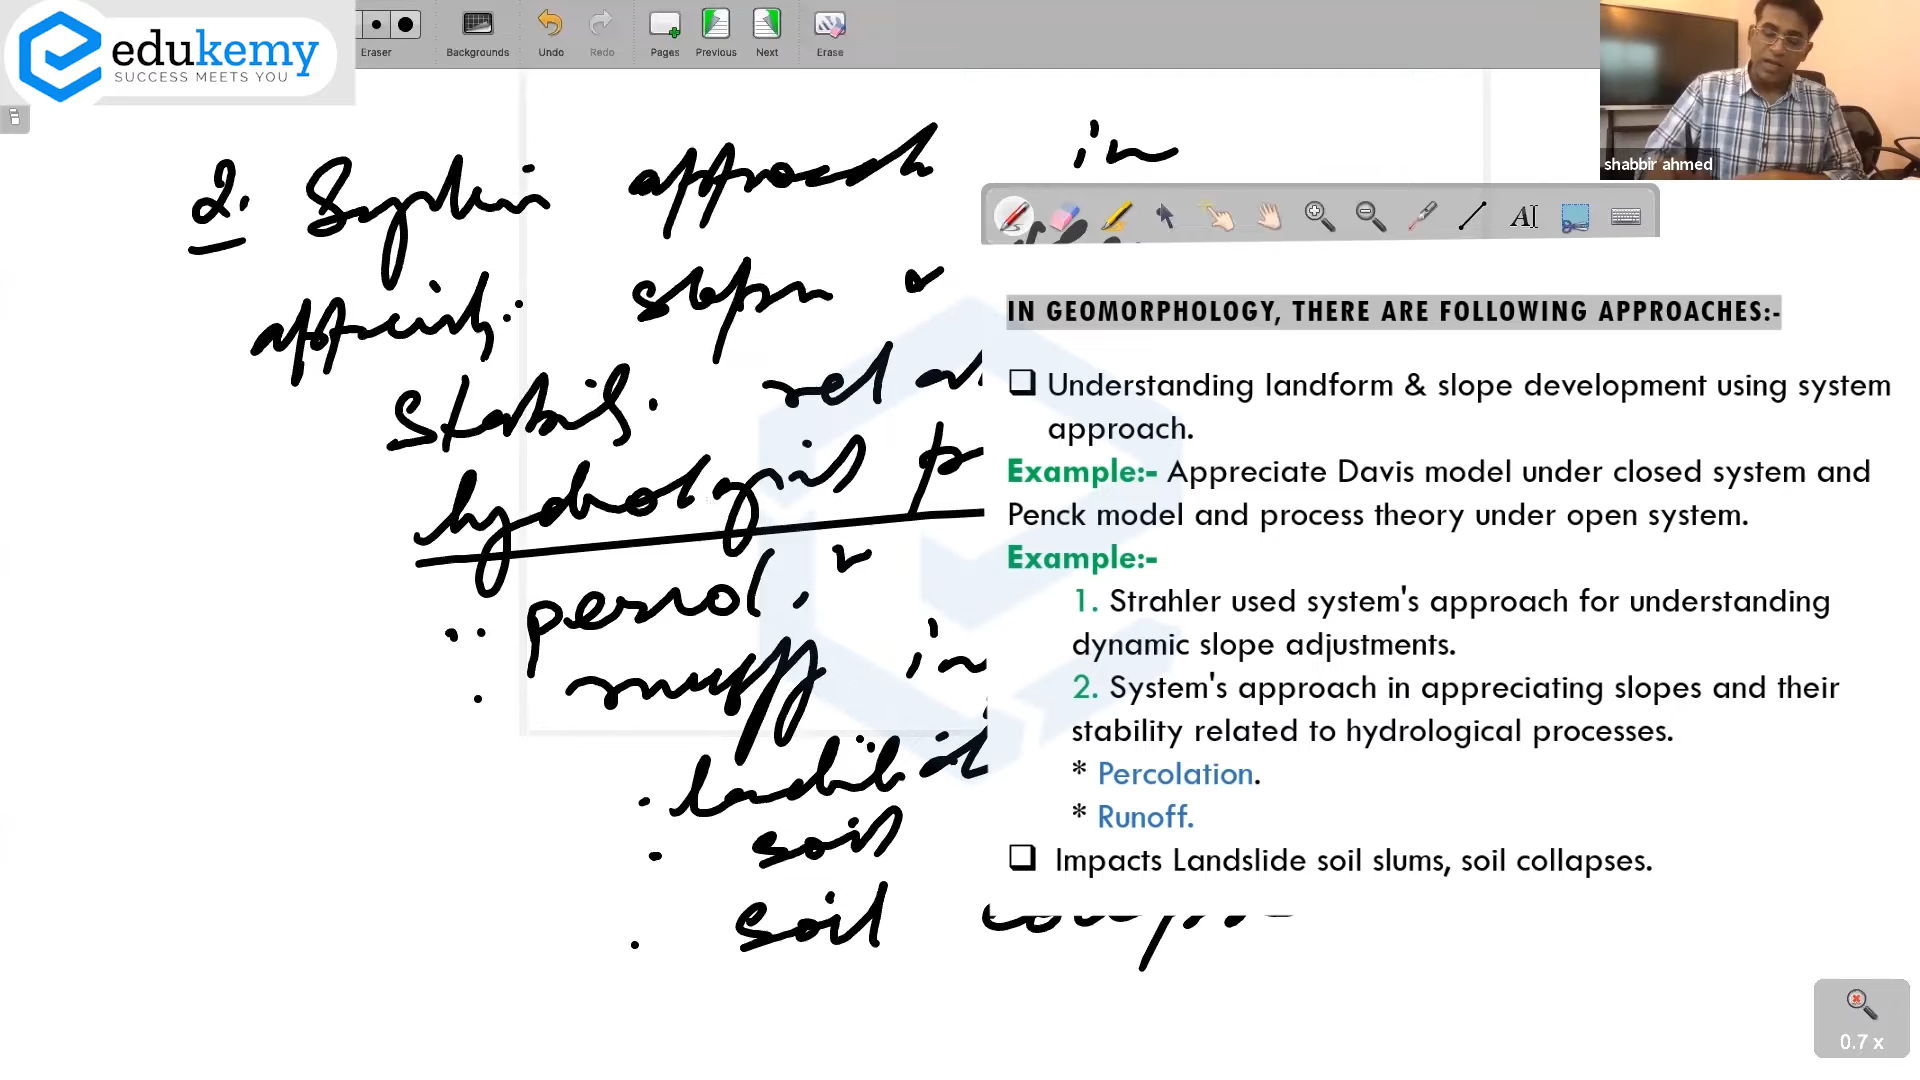 edukemy
SUCCESS MEETS YOU
Eraser
Backgrounds
Undo
Redo
Pages
Previous
Next
Erase
shabbir ahmed
2. System approach in
slopes &
rel
hydrological
percol.
runoff in
soil
soil
IN GEOMORPHOLOGY, THERE ARE FOLLOWING APPROACHES:-
Understanding landform & slope development using system
approach.
Example:- Appreciate Davis model under closed system and
Penck model and process theory under open system.
Example:-
1. Strahler used system's approach for understanding
dynamic slope adjustments.
2. System's approach in appreciating slopes and their
stability related to hydrological processes.
* Percolation.
* Runoff.
Impacts Landslide soil slums, soil collapses.
0.7 x